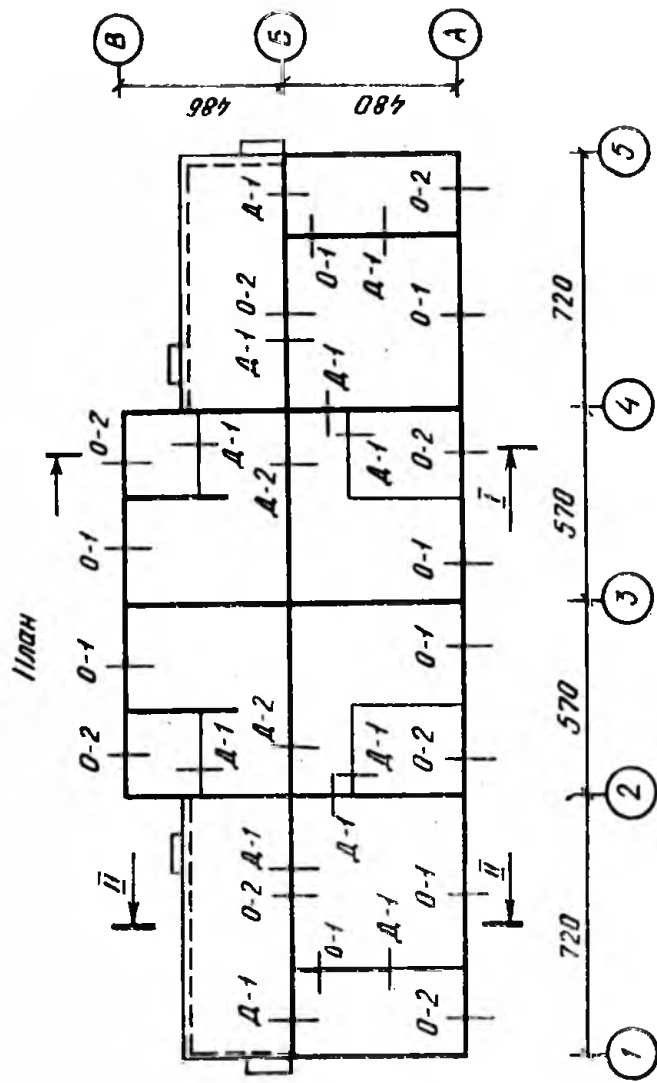 План
II
О-2 О-1 О-1 О-2 В
486
Д-1 Д-1
Д-1 О-2 Д-1 Д-2 Д-2 Д-1 О-2 Д-1 Б
О-1 Д-1 Д-1 О-1
Д-1 Д-1 Д-1 Д-1 480
О-2 О-1 О-2 О-1 О-1 О-2 О-1 О-2 А
II I
720 570 570 720
1 2 3 4 5